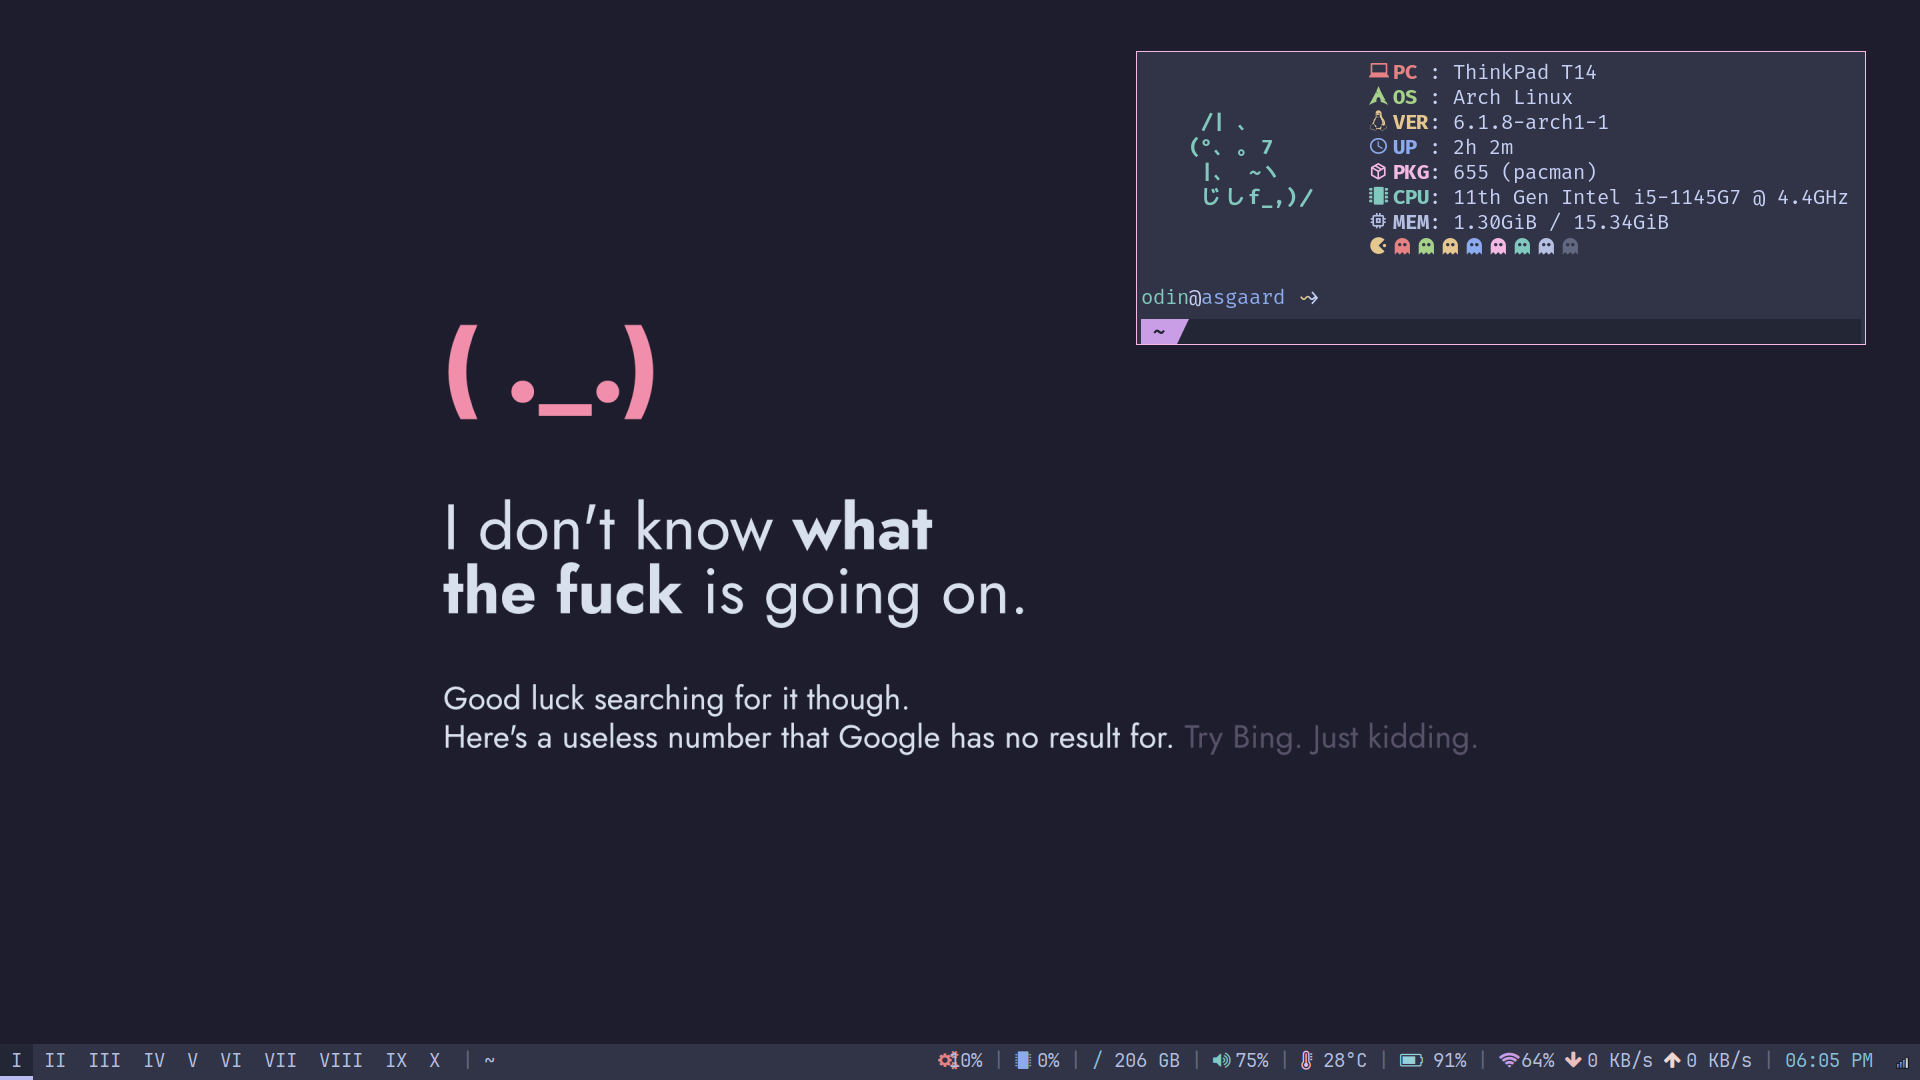 PC : ThinkPad T14
OS : Arch Linux
VER: 6.1.8-arch1-1
UP : 2h 2m
PKG: 655 (pacman)
CPU: 11th Gen Intel i5-1145G7 @ 4.4GHz
MEM: 1.30GiB / 15.34GiB
/| 、
(°、 。7
|、 ~ヽ
じしf_,)/
odin@asgaard ~>
~
( ._.)
I don't know what
the fuck is going on.
Good luck searching for it though.
Here's a useless number that Google has no result for. Try Bing. Just kidding.
I II III IV V VI VII VIII IX X | ~ 10% | 0% | / 206 GB | 75% | 28°C | 91% | 64% 0 KB/s 0 KB/s | 06:05 PM